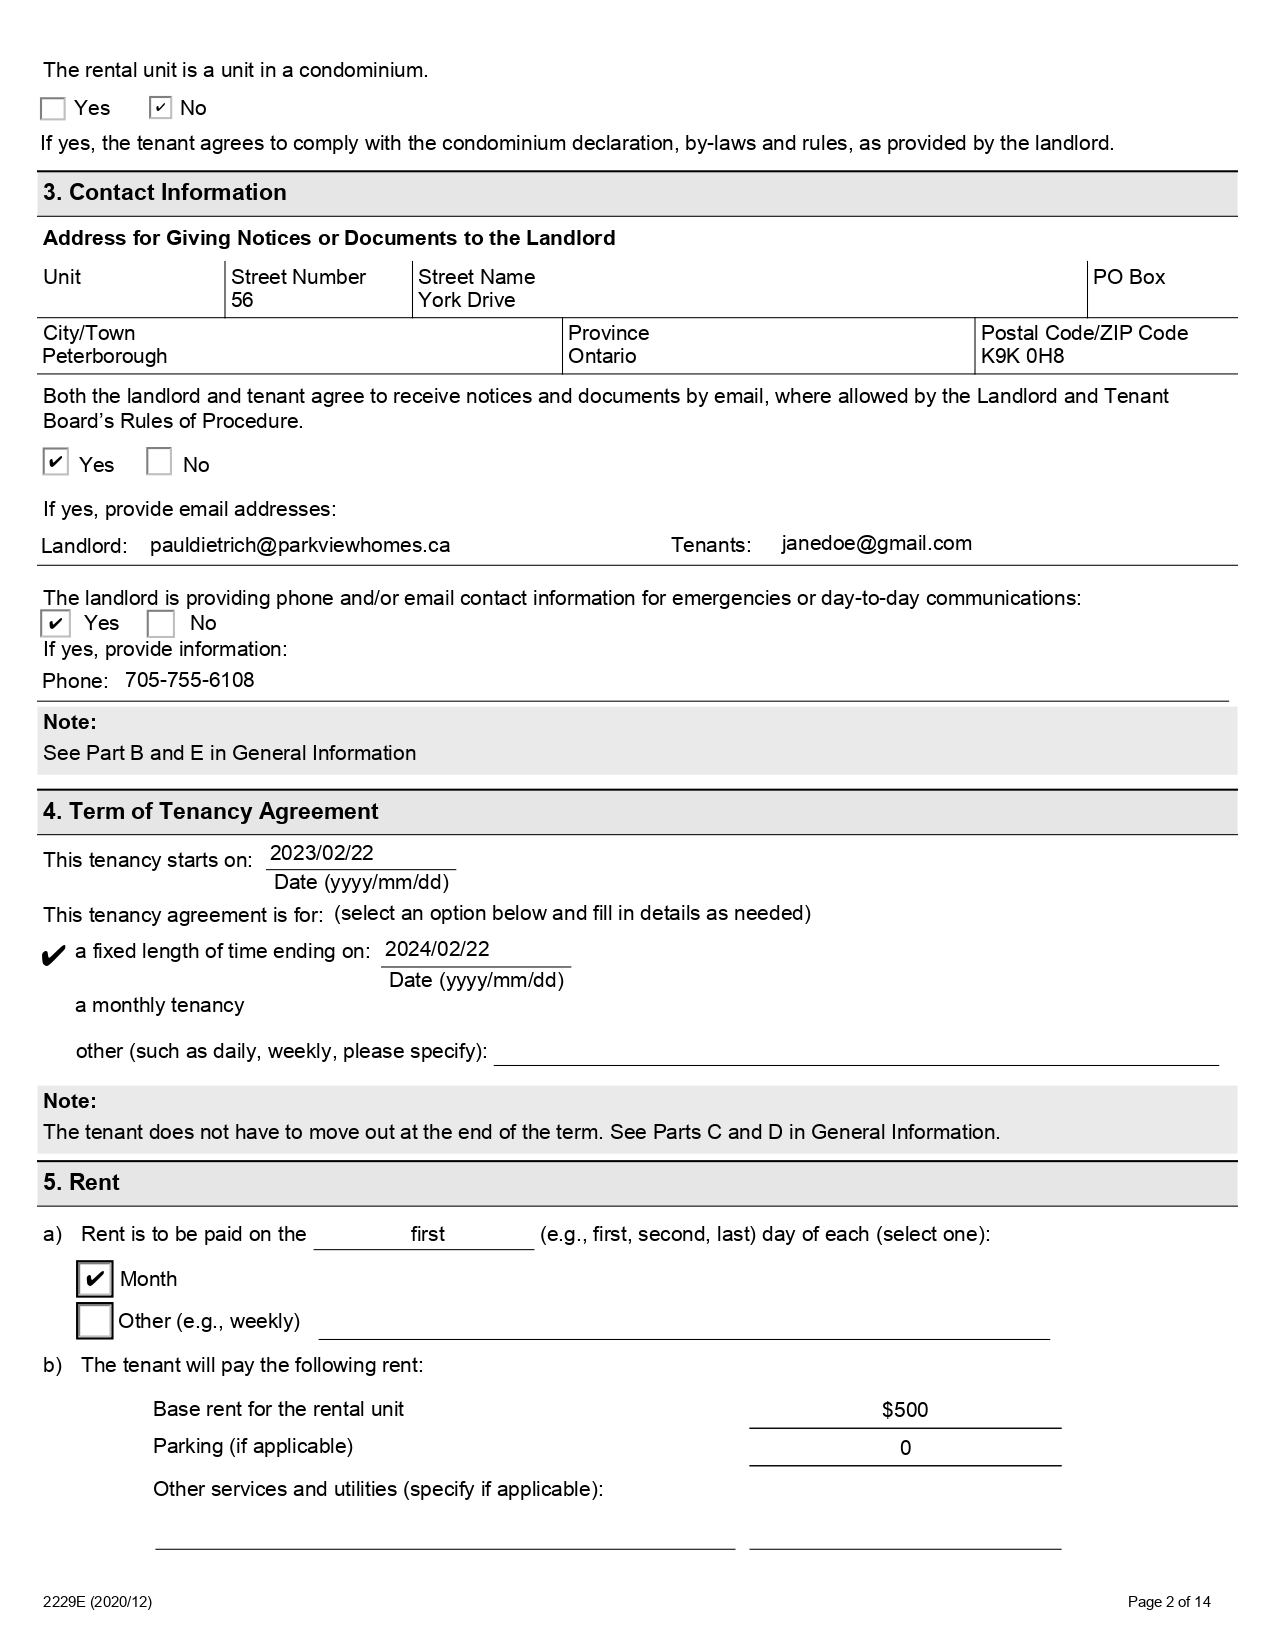 The rental unit is a unit in a condominium.
Yes ✔ No
If yes, the tenant agrees to comply with the condominium declaration, by-laws and rules, as provided by the landlord.
3. Contact Information
Address for Giving Notices or Documents to the Landlord
Unit Street Number Street Name PO Box
56 York Drive
City/Town Province Postal Code/ZIP Code
Peterborough Ontario K9K 0H8
Both the landlord and tenant agree to receive notices and documents by email, where allowed by the Landlord and Tenant
Board’s Rules of Procedure.
✔ Yes No
If yes, provide email addresses:
Landlord: pauldietrich@parkviewhomes.ca Tenants: janedoe@gmail.com
The landlord is providing phone and/or email contact information for emergencies or day-to-day communications:
✔ Yes No
If yes, provide information:
Phone: 705-755-6108
Note:
See Part B and E in General Information
4. Term of Tenancy Agreement
This tenancy starts on: 2023/02/22
Date (yyyy/mm/dd)
This tenancy agreement is for: (select an option below and fill in details as needed)
✔ a fixed length of time ending on: 2024/02/22
Date (yyyy/mm/dd)
a monthly tenancy
other (such as daily, weekly, please specify):
Note:
The tenant does not have to move out at the end of the term. See Parts C and D in General Information.
5. Rent
a) Rent is to be paid on the first (e.g., first, second, last) day of each (select one):
✔ Month
Other (e.g., weekly)
b) The tenant will pay the following rent:
Base rent for the rental unit $500
Parking (if applicable) 0
Other services and utilities (specify if applicable):
2229E (2020/12) Page 2 of 14